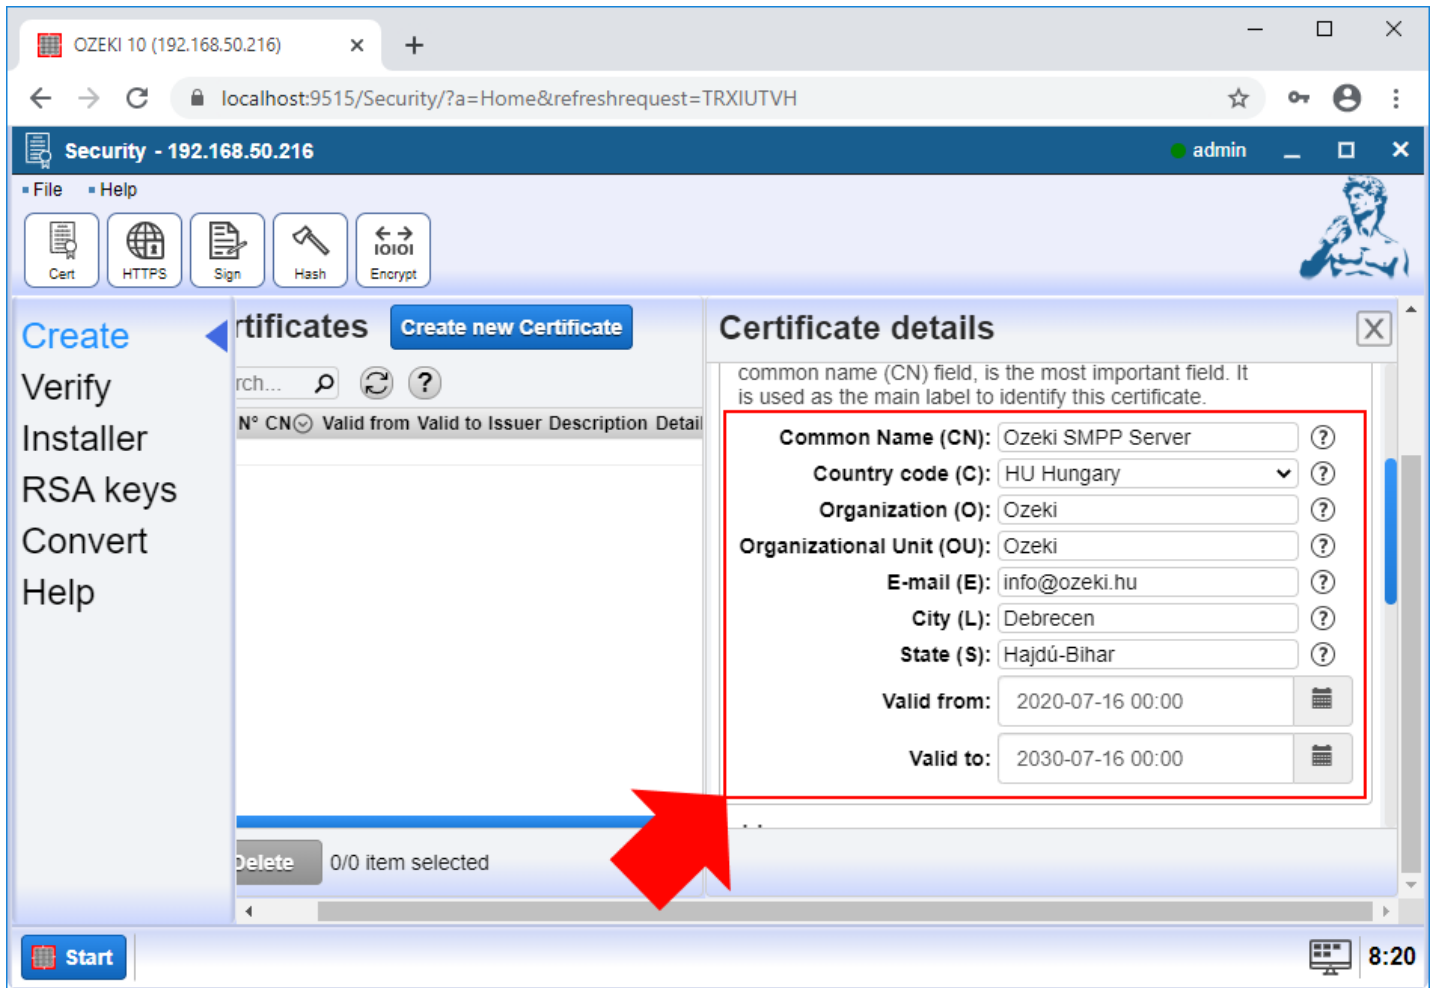 OZEKI 10 (192.168.50.216)
localhost:9515/Security/?a=Home&refreshrequest=TRXIUTVH
Security - 192.168.50.216
admin
File Help
Cert HTTPS Sign Hash Encrypt
IOIOI
Create
Verify
Installer
RSA keys
Convert
Help
rtificates
Create new Certificate
rch...
N° CN Valid from Valid to Issuer Description Detail
Delete
0/0 item selected
Certificate details
X
common name (CN) field, is the most important field. It
is used as the main label to identify this certificate.
Common Name (CN): Ozeki SMPP Server
Country code (C): HU Hungary
Organization (O): Ozeki
Organizational Unit (OU): Ozeki
E-mail (E): info@ozeki.hu
City (L): Debrecen
State (S): Hajdú-Bihar
Valid from: 2020-07-16 00:00
Valid to: 2030-07-16 00:00
Start
8:20